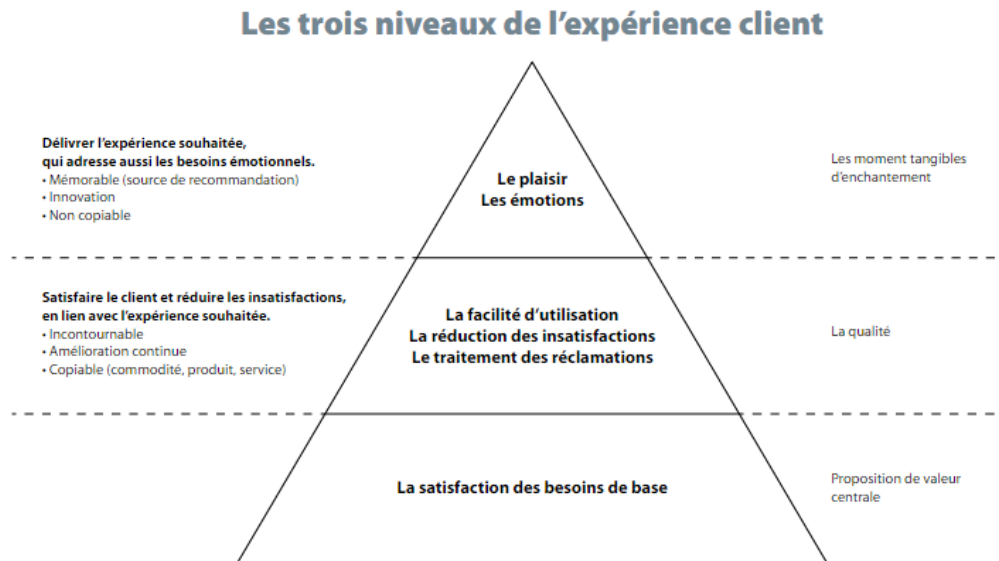 Les trois niveaux de l’expérience client
Délivrer l’expérience souhaitée,
qui adresse aussi les besoins émotionnels.
• Mémorable (source de recommandation)
• Innovation
• Non copiable
Le plaisir
Les émotions
Les moment tangibles
d’enchantement
Satisfaire le client et réduire les insatisfactions,
en lien avec l’expérience souhaitée.
• Incontournable
• Amélioration continue
• Copiable (commodité, produit, service)
La facilité d’utilisation
La réduction des insatisfactions
Le traitement des réclamations
La qualité
La satisfaction des besoins de base
Proposition de valeur
centrale